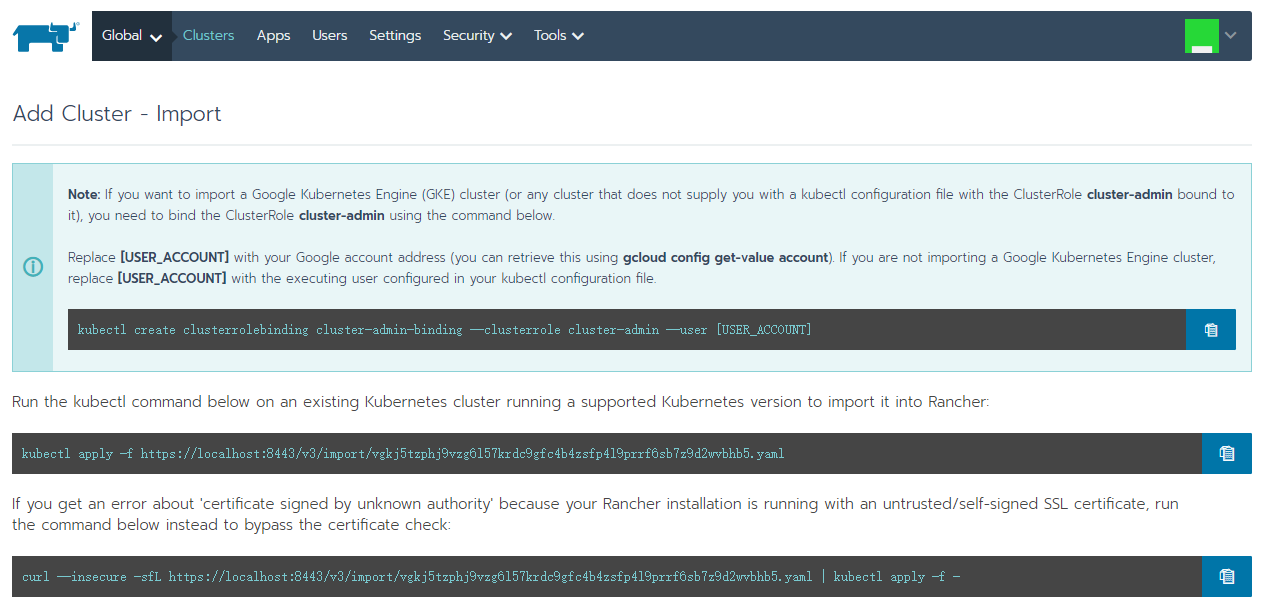 Global Clusters Apps Users Settings Security Tools
Add Cluster - Import
Note: If you want to import a Google Kubernetes Engine (GKE) cluster (or any cluster that does not supply you with a kubectl configuration file with the ClusterRole cluster-admin bound to
it), you need to bind the ClusterRole cluster-admin using the command below.
Replace [USER_ACCOUNT] with your Google account address (you can retrieve this using gcloud config get-value account). If you are not importing a Google Kubernetes Engine cluster,
replace [USER_ACCOUNT] with the executing user configured in your kubectl configuration file.
kubectl create clusterrolebinding cluster-admin-binding --clusterrole cluster-admin --user [USER_ACCOUNT]
Run the kubectl command below on an existing Kubernetes cluster running a supported Kubernetes version to import it into Rancher:
kubectl apply -f https://localhost:8443/v3/import/vgkj5tzphj9vzg6l57krdc9gfc4b4zsfp4l9prrf6sb7z9d2wvbhb5.yaml
If you get an error about 'certificate signed by unknown authority' because your Rancher installation is running with an untrusted/self-signed SSL certificate, run
the command below instead to bypass the certificate check:
curl --insecure -sfL https://localhost:8443/v3/import/vgkj5tzphj9vzg6l57krdc9gfc4b4zsfp4l9prrf6sb7z9d2wvbhb5.yaml | kubectl apply -f -